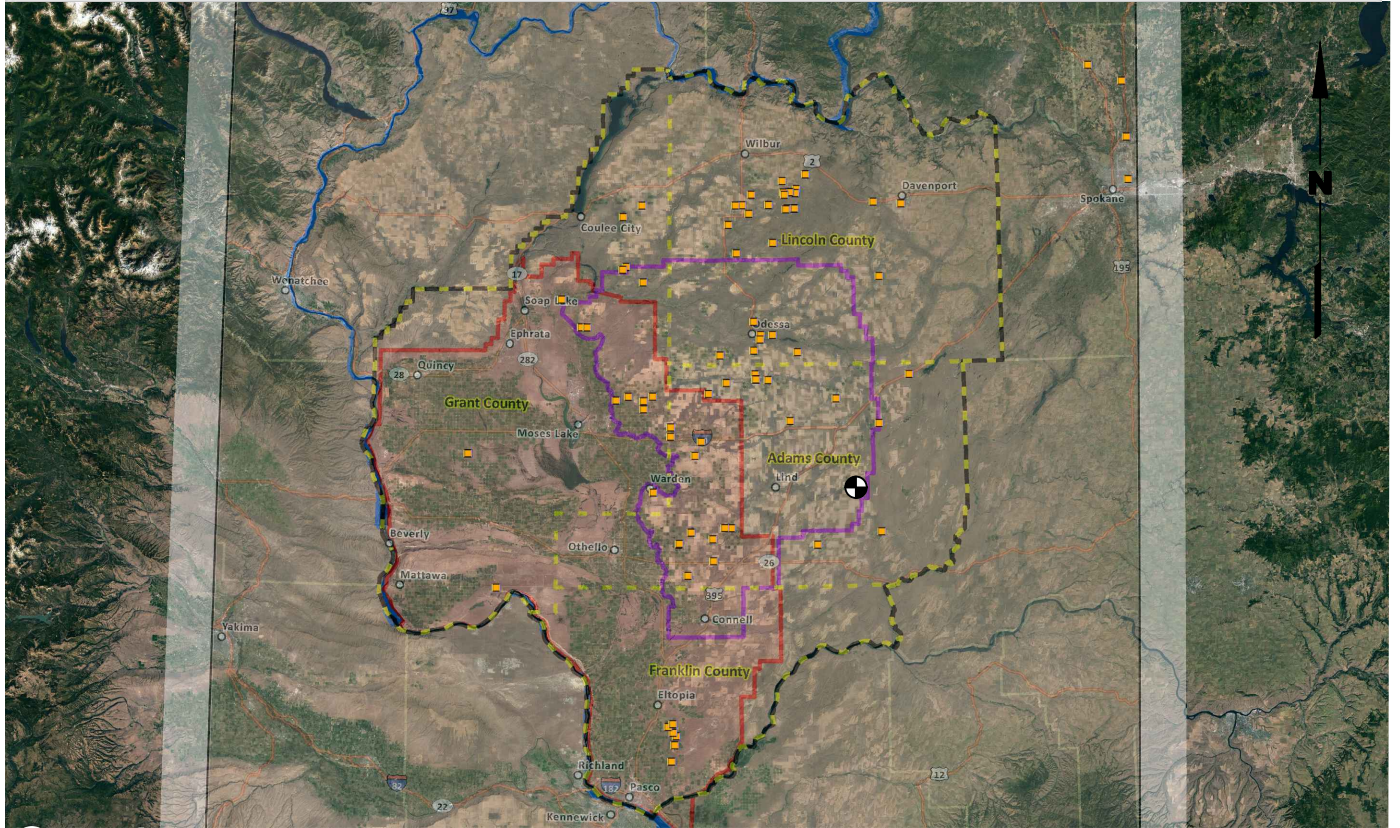 17
Wilbur
2
Davenport
Spokane
Coulee City
Lincoln County
N
195
17
Wenatchee
Soap Lake
Odessa
Ephrata
282
28
Quincy
Grant County
Moses Lake
Adams County
Warden
Lind
Beverly
Othello
26
Mattawa
395
Connell
Yakima
Franklin County
Eltopia
Richland
12
82
182
Pasco
22
Kennewick